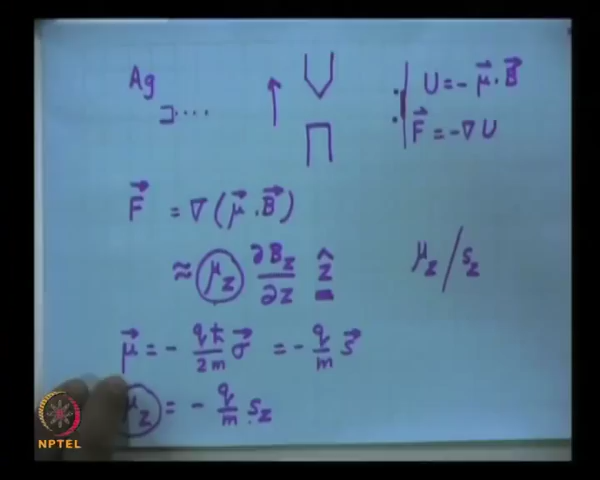 Ag
U = - μ⃗ . B⃗
F⃗ = - ∇ U
F⃗ = ∇ ( μ⃗ . B⃗ )
≈ μz ∂Bz/∂z ẑ
μz / Sz
μ⃗ = - qħ/2m σ⃗ = - q/m S⃗
μz = - q/m Sz
NPTEL